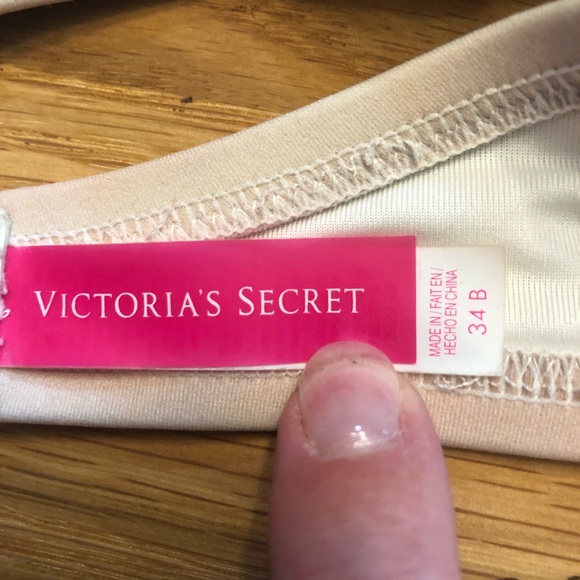 VICTORIA'S SECRET
MADE IN / FAIT EN /
HECHO EN CHINA
34 B